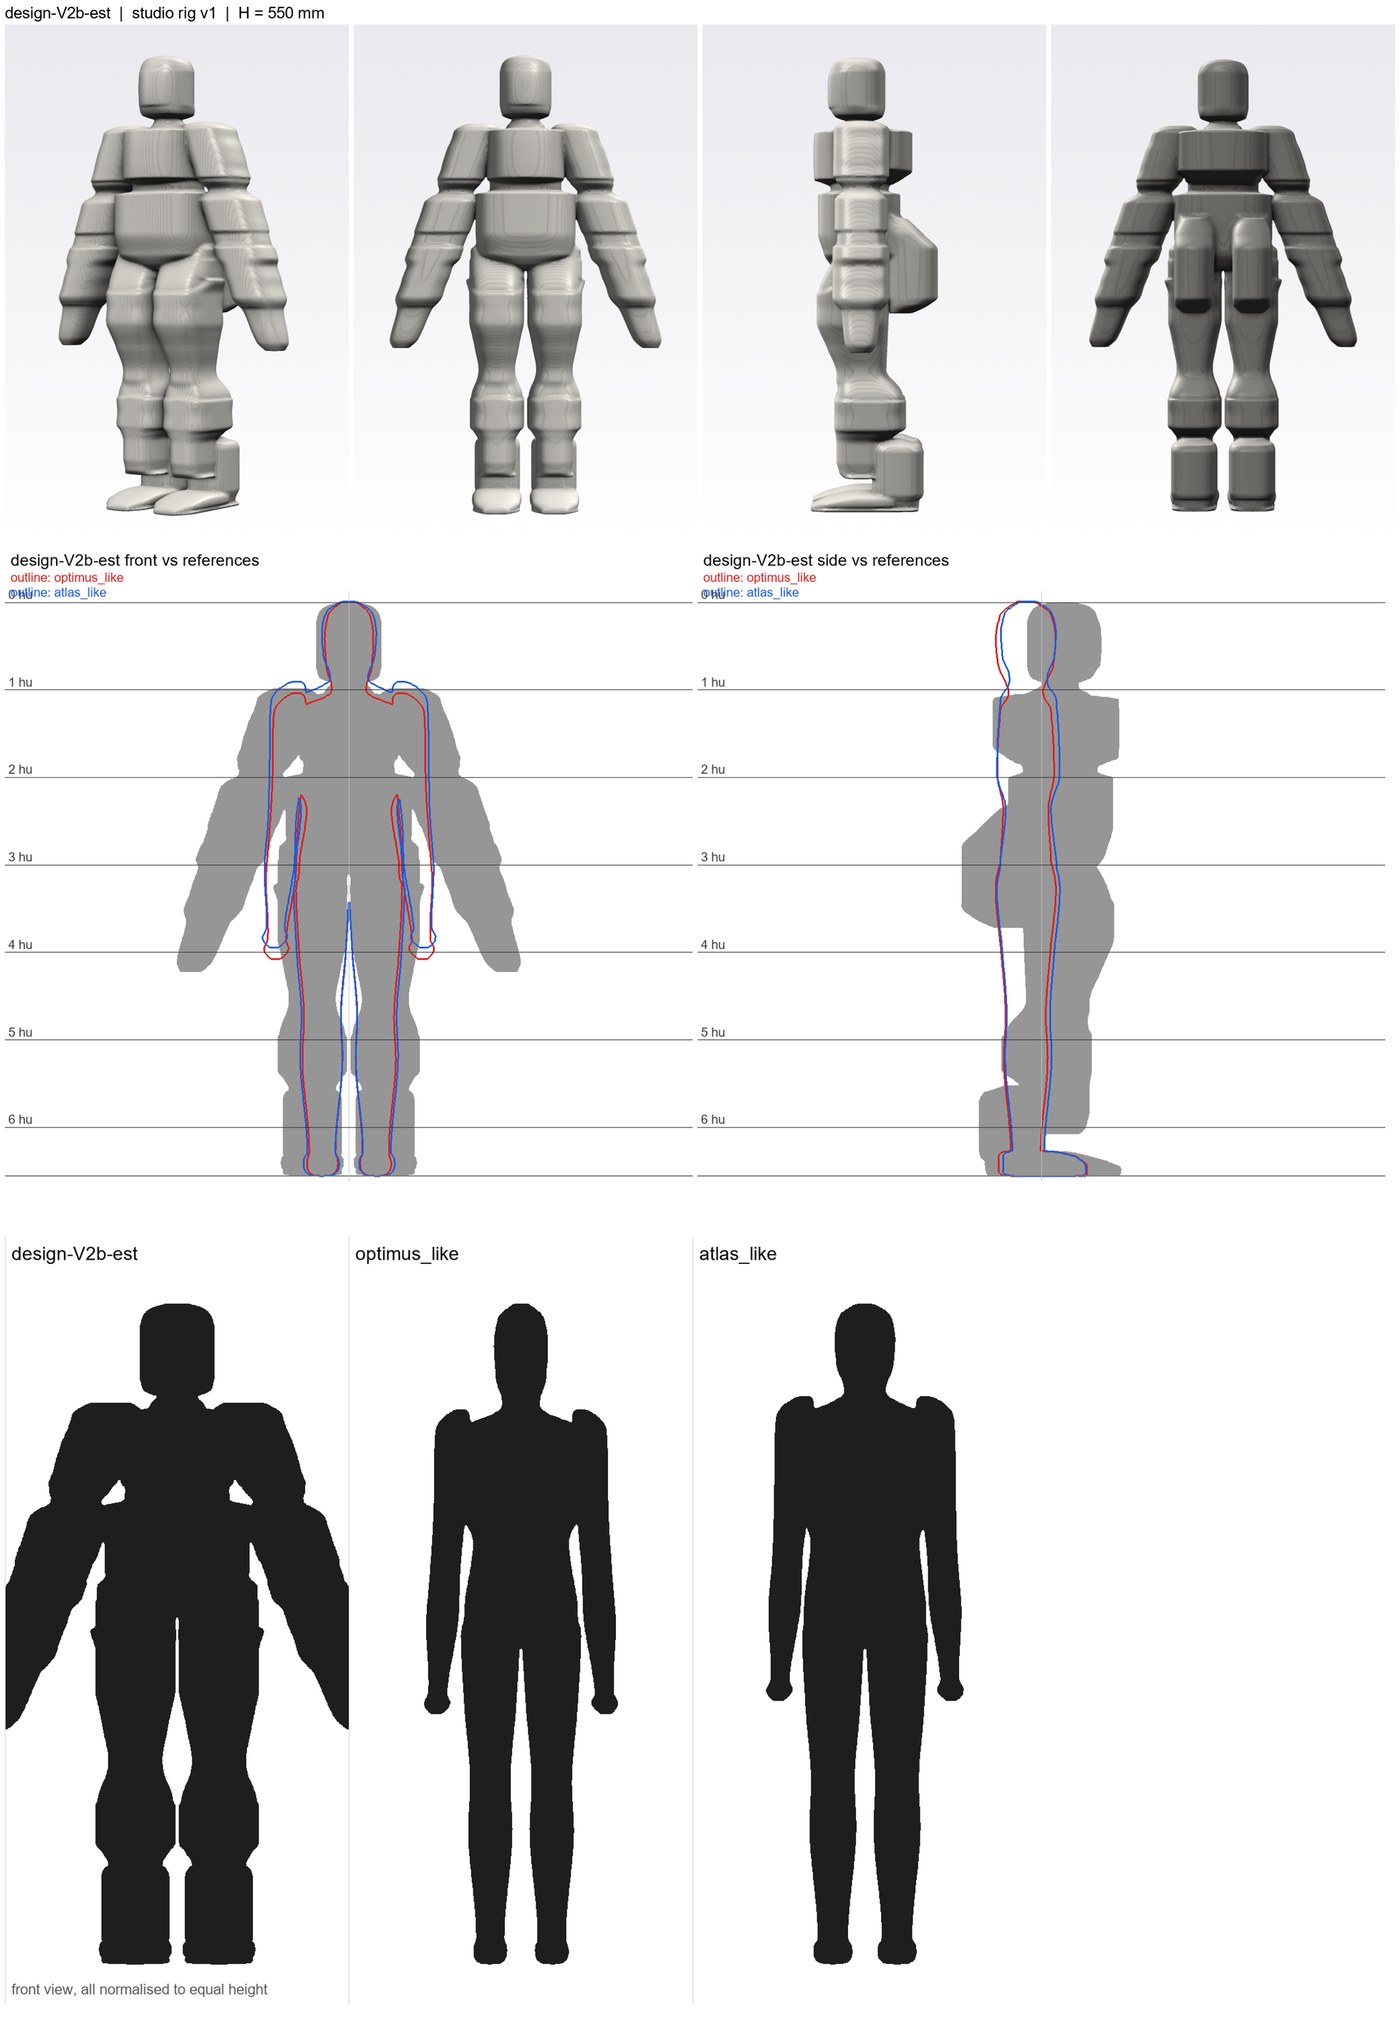 design-V2b-est | studio rig v1 | H = 550 mm
design-V2b-est front vs references
outline: optimus_like
outline: atlas_like
0 hu
1 hu
2 hu
3 hu
4 hu
5 hu
6 hu
design-V2b-est side vs references
outline: optimus_like
outline: atlas_like
0 hu
1 hu
2 hu
3 hu
4 hu
5 hu
6 hu
design-V2b-est
optimus_like
atlas_like
front view, all normalised to equal height